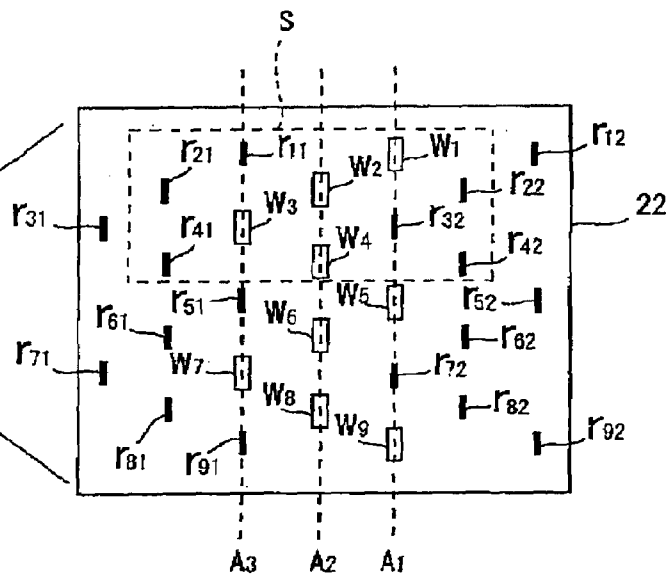 S
r11 W1 r12
r21 W2 r22
r31 W3 r32 22
r41 W4 r42
r51 W5 r52
r61 W6 r62
r71 W7 r72
r81 W8 r82
r91 W9 r92
A3 A2 A1